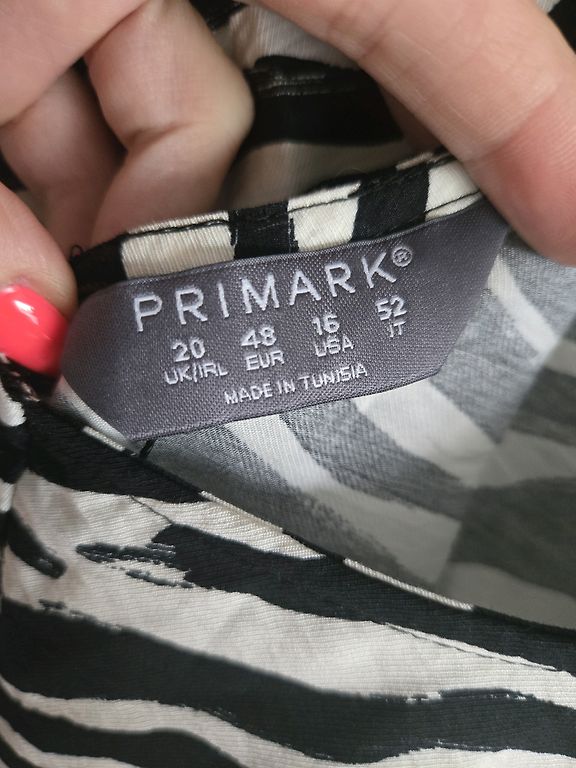 PRIMARK®
20 48 16 52
UK/IRL EUR USA IT
MADE IN TUNISIA